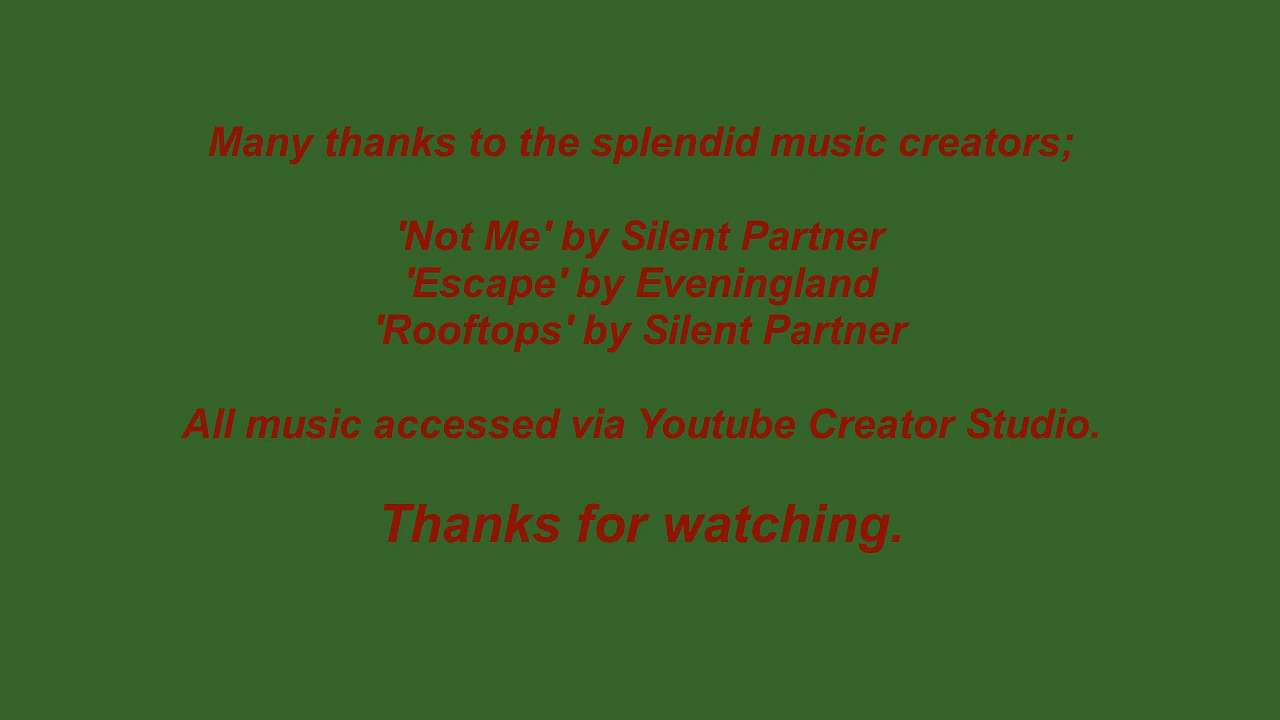 Many thanks to the splendid music creators;
'Not Me' by Silent Partner
'Escape' by Eveningland
'Rooftops' by Silent Partner
All music accessed via Youtube Creator Studio.
Thanks for watching.